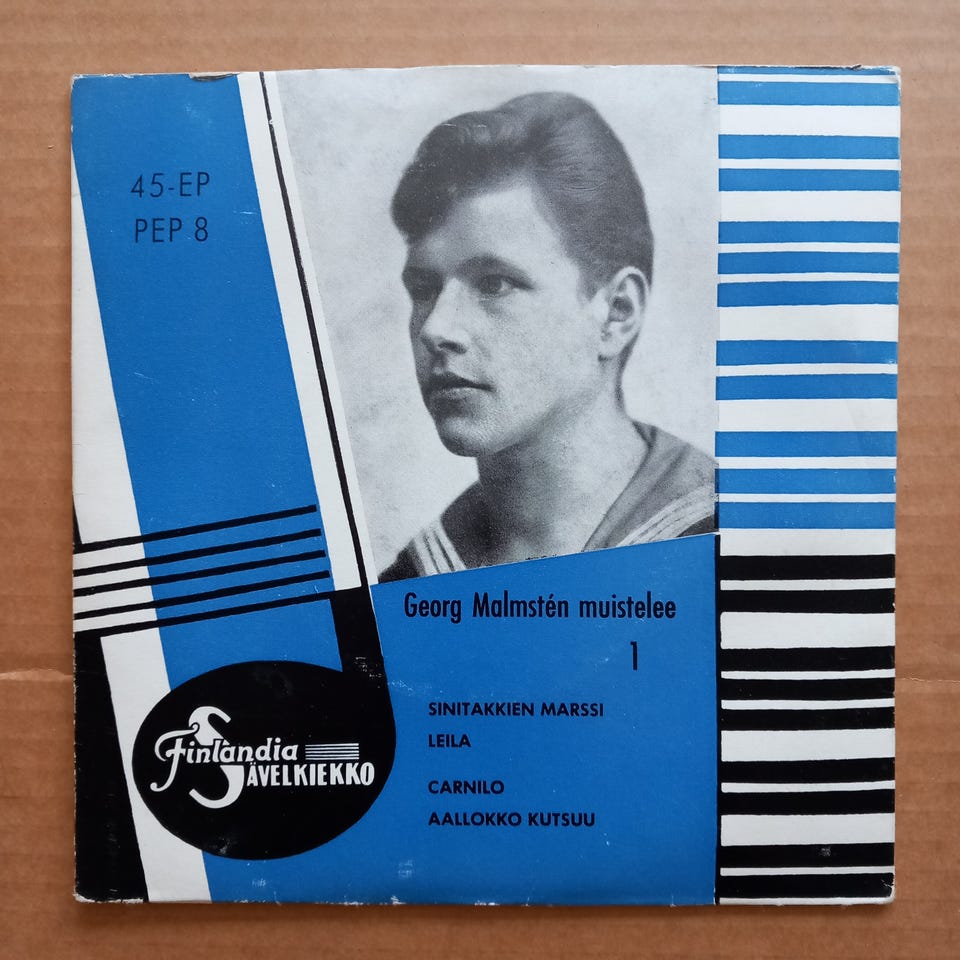 45-EP
PEP 8
Georg Malmstén muistelee
1
SINITAKKIEN MARSSI
LEILA
CARNILO
AALLOKKO KUTSUU
Finlandia
SÄVELKIEKKO